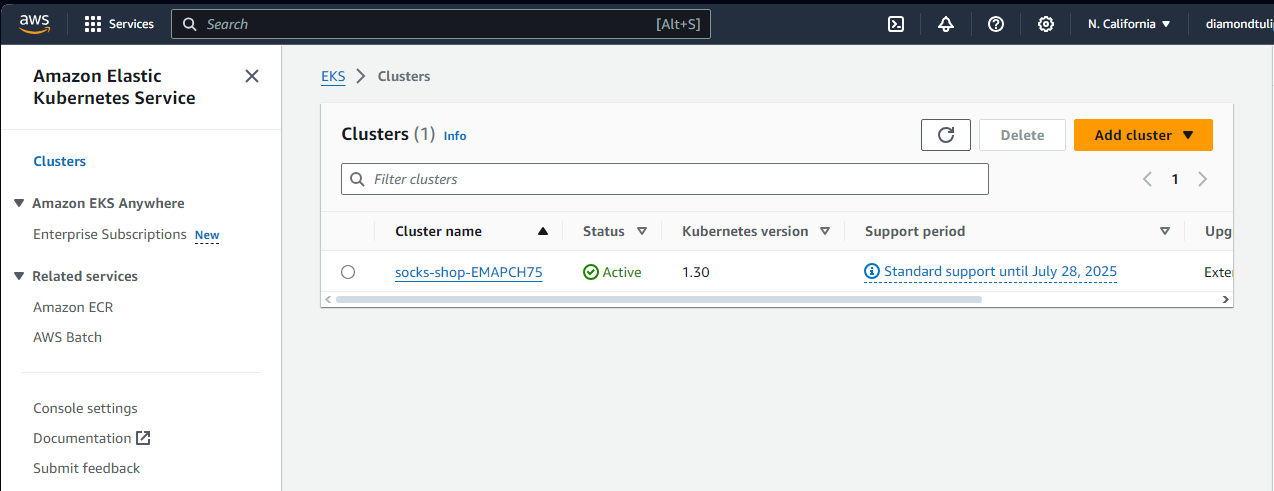 aws
Services
Search
[Alt+S]
N. California
diamondtulip
Amazon Elastic
Kubernetes Service
Clusters
Amazon EKS Anywhere
Enterprise Subscriptions New
Related services
Amazon ECR
AWS Batch
Console settings
Documentation
Submit feedback
EKS
Clusters
Clusters (1) Info
Delete
Add cluster
Filter clusters
1
Cluster name Status Kubernetes version Support period Upg
socks-shop-EMAPCH75 Active 1.30 Standard support until July 28, 2025 Exter